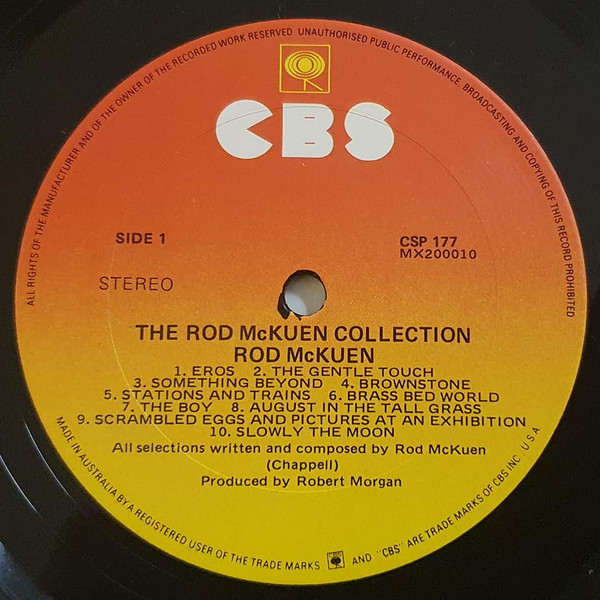 ALL RIGHTS OF THE MANUFACTURER AND OF THE OWNER OF THE RECORDED WORK RESERVED UNAUTHORISED PUBLIC PERFORMANCE, BROADCASTING AND COPYING OF THIS RECORD PROHIBITED
CBS
SIDE 1
CSP 177
MX200010
STEREO
THE ROD McKUEN COLLECTION
ROD McKUEN
1. EROS 2. THE GENTLE TOUCH
3. SOMETHING BEYOND 4. BROWNSTONE
5. STATIONS AND TRAINS 6. BRASS BED WORLD
7. THE BOY 8. AUGUST IN THE TALL GRASS
9. SCRAMBLED EGGS AND PICTURES AT AN EXHIBITION
10. SLOWLY THE MOON
All selections written and composed by Rod McKuen
(Chappell)
Produced by Robert Morgan
MADE IN AUSTRALIA BY A REGISTERED USER OF THE TRADE MARKS AND "CBS" ARE TRADE MARKS OF CBS INC. U S A